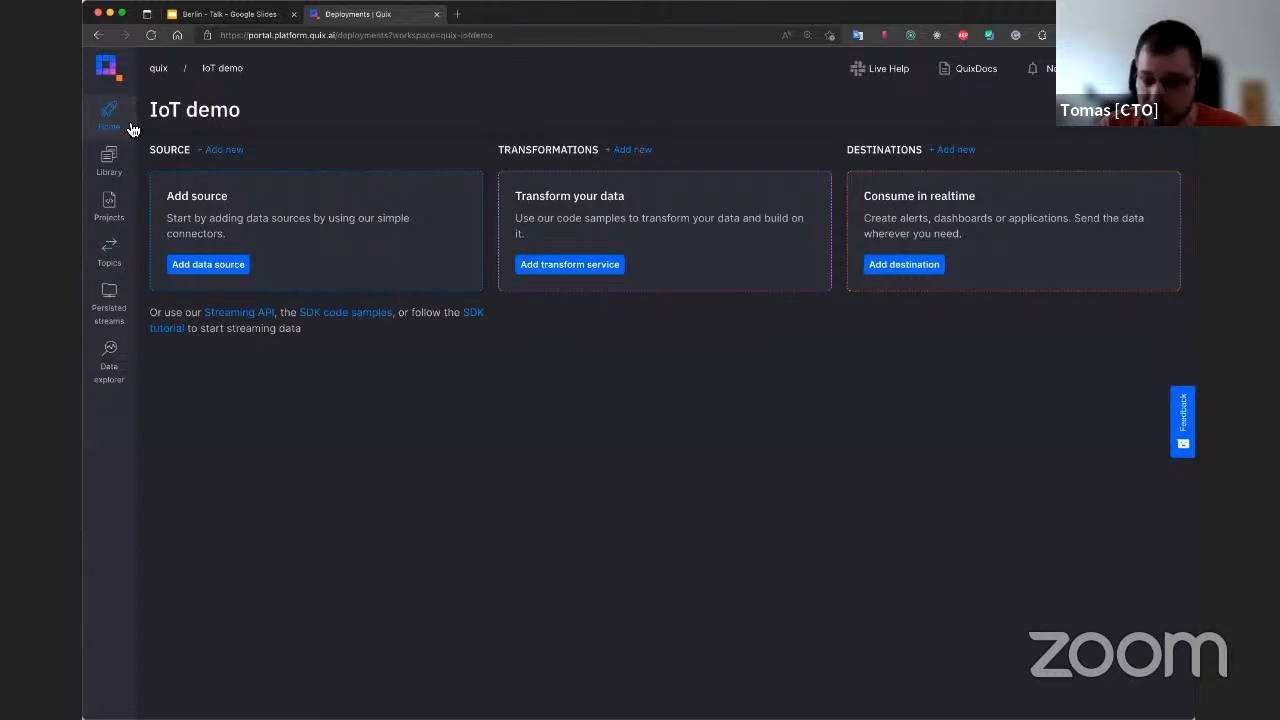 Berlin - Talk - Google Slides
Deployments | Quix
https://portal.platform.quix.ai/deployments?workspace=quix-iotdemo
quix / IoT demo
Live Help
QuixDocs
No
Tomas [CTO]
Home
Library
Projects
Topics
Persisted
streams
Data
explorer
IoT demo
SOURCE + Add new
Add source
Start by adding data sources by using our simple
connectors.
Add data source
Or use our Streaming API, the SDK code samples, or follow the SDK
tutorial to start streaming data
TRANSFORMATIONS + Add new
Transform your data
Use our code samples to transform your data and build on
it.
Add transform service
DESTINATIONS + Add new
Consume in realtime
Create alerts, dashboards or applications. Send the data
wherever you need.
Add destination
Feedback
zoom